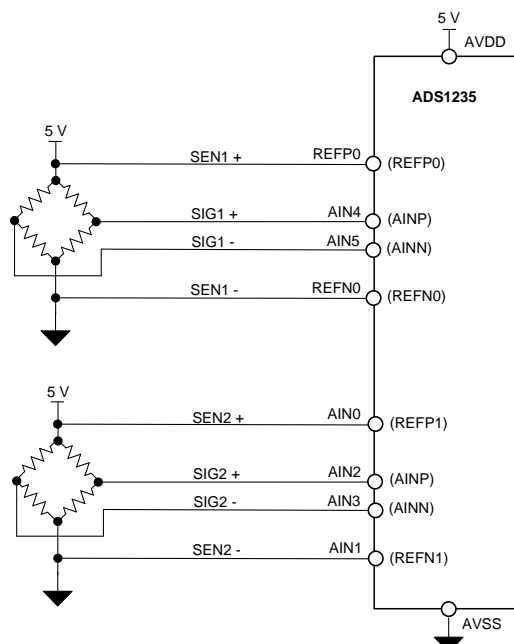 5 V
AVDD
ADS1235
5 V
SEN1 + REFP0 (REFP0)
SIG1 + AIN4 (AINP)
SIG1 - AIN5 (AINN)
SEN1 - REFN0 (REFN0)
5 V
SEN2 + AIN0 (REFP1)
SIG2 + AIN2 (AINP)
SIG2 - AIN3 (AINN)
SEN2 - AIN1 (REFN1)
AVSS